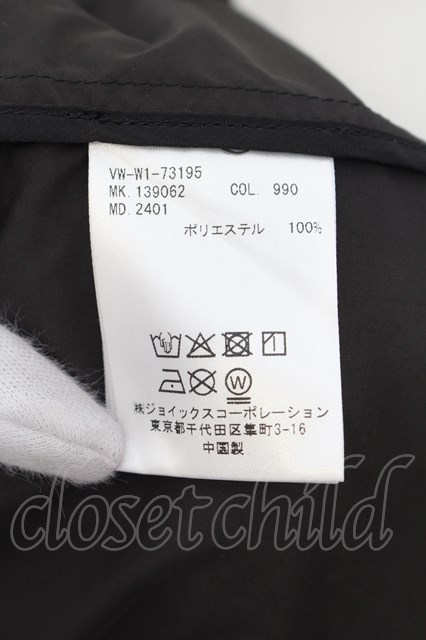 VW-W1-73195
MK. 139062 COL. 990
MD. 2401
ポリエステル 100%
W
㈱ジョイックスコーポレーション
東京都千代田区隼町3-16
中国製
closetchild